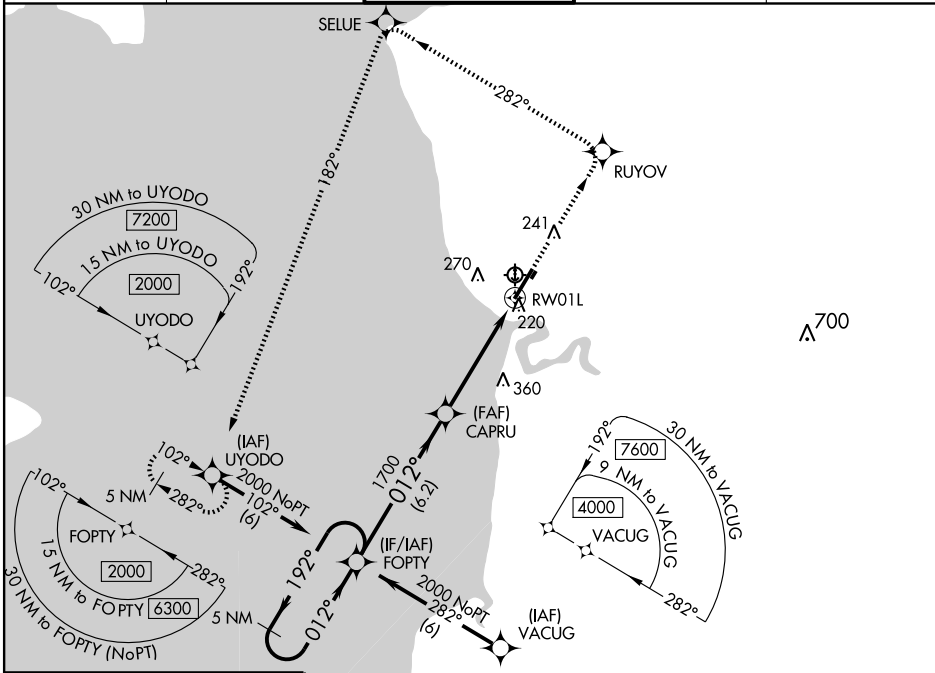 SELUE
282°
RUYOV
182°
30 NM to UYODO
7200
15 NM to UYODO
2000
102°
192°
UYODO
241
270
RW01L
220
700
360
(FAF)
CAPRU
1700
012°
(6.2)
(IAF)
UYODO
102°
282°
5 NM
2000 NoPT
102°
(6)
102°
FOPTY
2000
282°
15 NM to FOPTY
6300
30 NM to FOPTY (NoPT)
(IF/IAF)
FOPTY
192°
012°
5 NM
2000 NoPT
282°
(6)
(IAF)
VACUG
192°
7600
30 NM to VACUG
9 NM to VACUG
4000
VACUG
282°